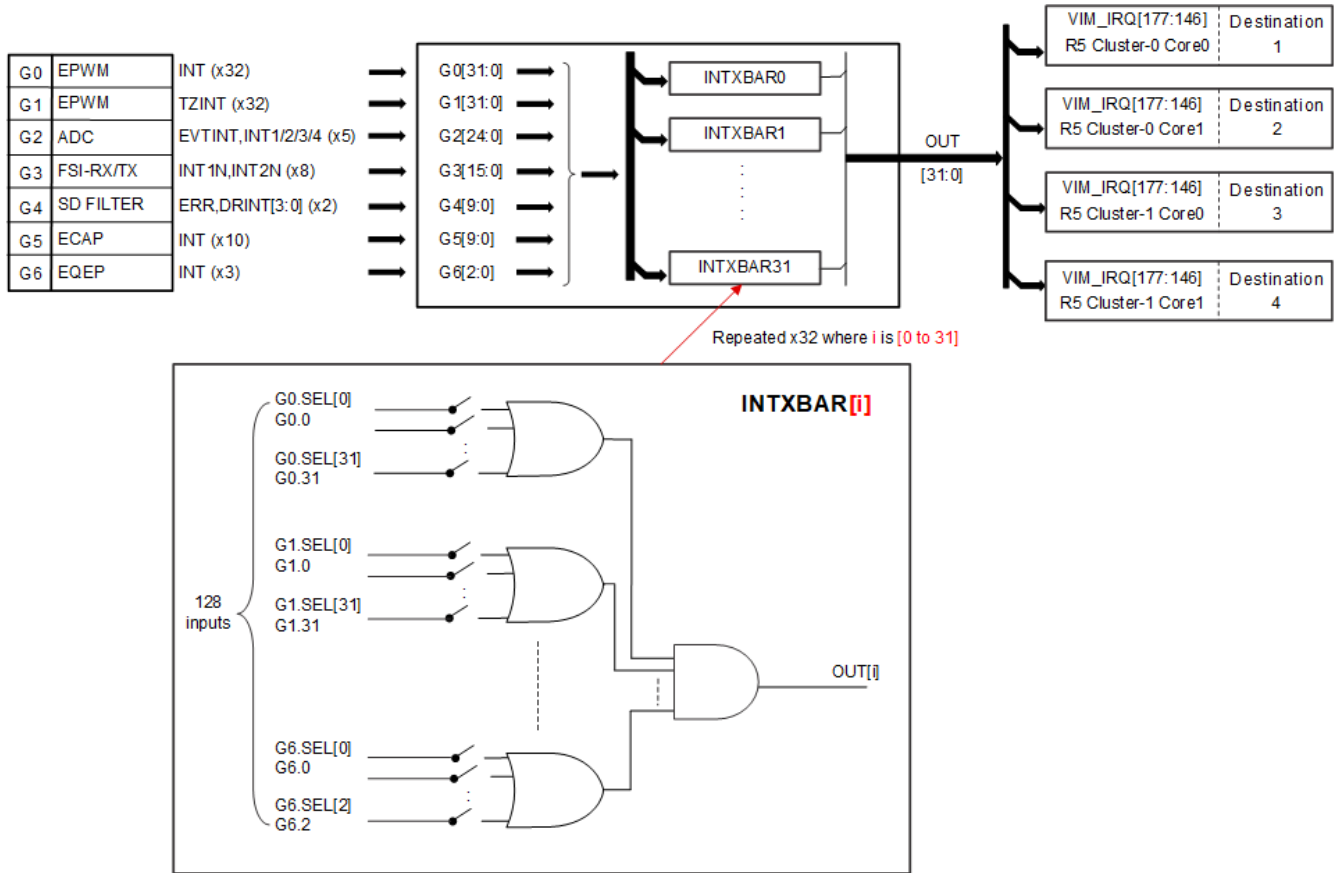 G0 EPWM INT (x32)
G1 EPWM TZINT (x32)
G2 ADC EVTINT,INT1/2/3/4 (x5)
G3 FSI-RX/TX INT1N,INT2N (x8)
G4 SD FILTER ERR,DRINT[3:0] (x2)
G5 ECAP INT (x10)
G6 EQEP INT (x3)
G0[31:0]
G1[31:0]
G2[24:0]
G3[15:0]
G4[9:0]
G5[9:0]
G6[2:0]
INTXBAR0
INTXBAR1
INTXBAR31
OUT
[31:0]
VIM_IRQ[177:146] Destination
R5 Cluster-0 Core0 1
VIM_IRQ[177:146] Destination
R5 Cluster-0 Core1 2
VIM_IRQ[177:146] Destination
R5 Cluster-1 Core0 3
VIM_IRQ[177:146] Destination
R5 Cluster-1 Core1 4
Repeated x32 where i is [0 to 31]
INTXBAR[i]
G0.SEL[0]
G0.0
G0.SEL[31]
G0.31
G1.SEL[0]
G1.0
G1.SEL[31]
G1.31
128
inputs
G6.SEL[0]
G6.0
G6.SEL[2]
G6.2
OUT[i]